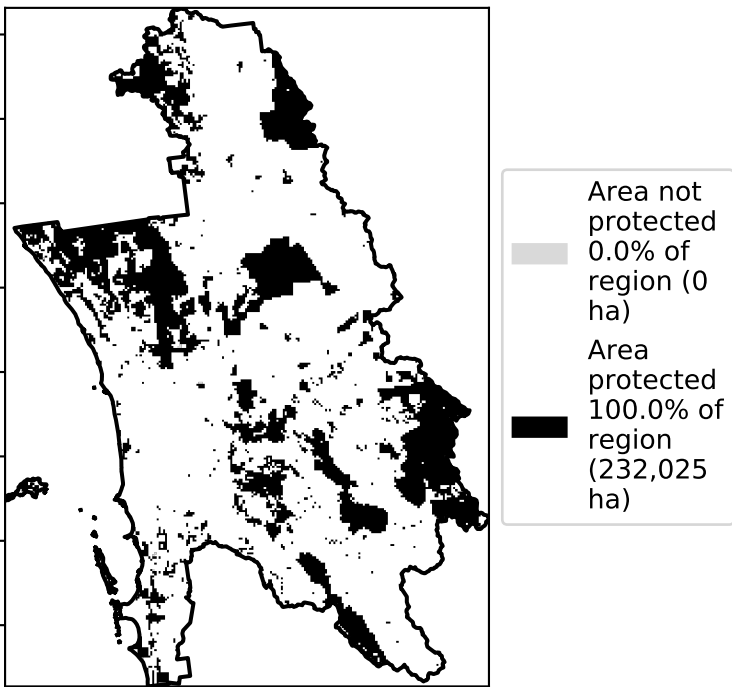 Area not
protected
0.0% of
region (0
ha)
Area
protected
100.0% of
region
(232,025
ha)